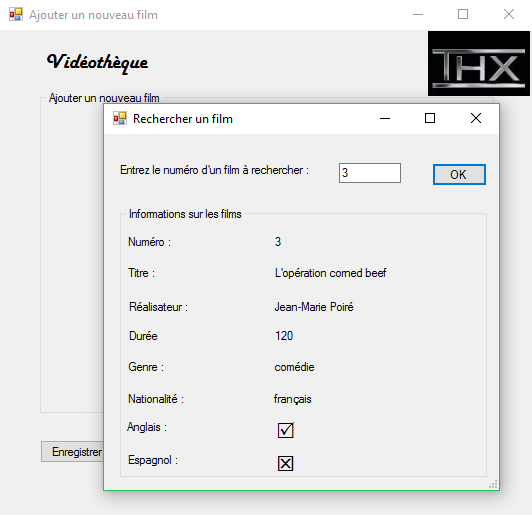 Ajouter un nouveau film
Vidéothèque
THX
Ajouter un nouveau film
Rechercher un film
Entrez le numéro d'un film à rechercher : 3 OK
Informations sur les films
Numéro : 3
Titre : L'opération corned beef
Réalisateur : Jean-Marie Poiré
Durée 120
Genre : comédie
Nationalité : français
Anglais :
Espagnol :
Enregistrer